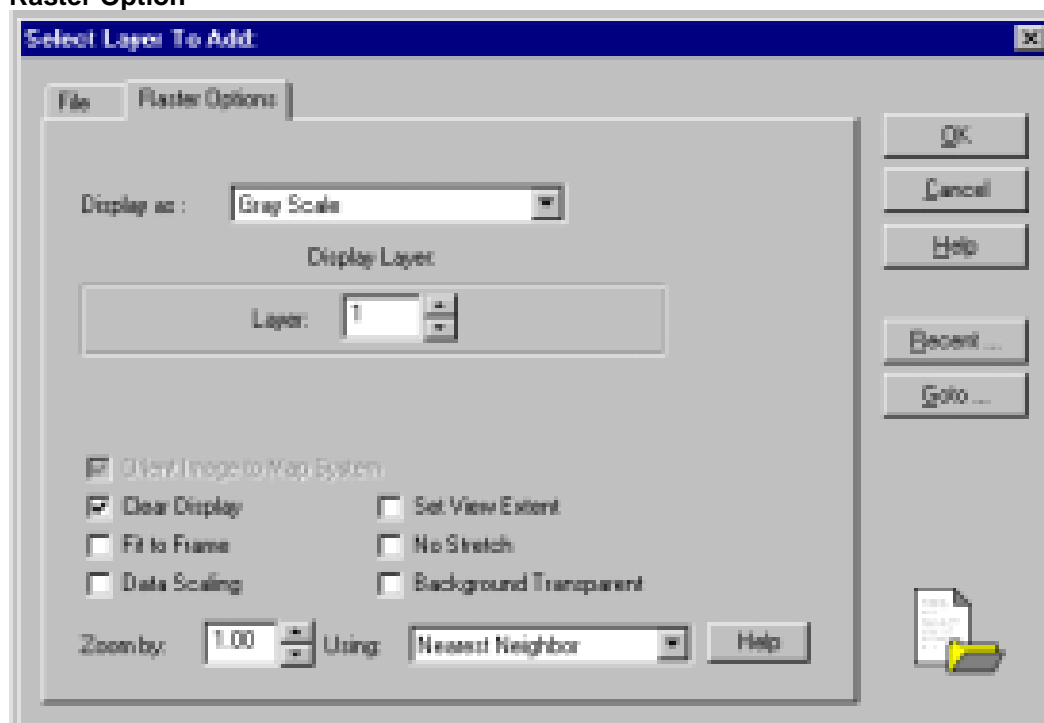 Raster Option
Select Layer To Add:
File
Raster Options
OK
Cancel
Help
Recent ...
Goto ...
Display as :
Gray Scale
Display Layer:
Layer:
1
Orient Image to Map System
Clear Display
Set View Extent
Fit to Frame
No Stretch
Data Scaling
Background Transparent
Zoom by:
1.00
Using:
Nearest Neighbor
Help